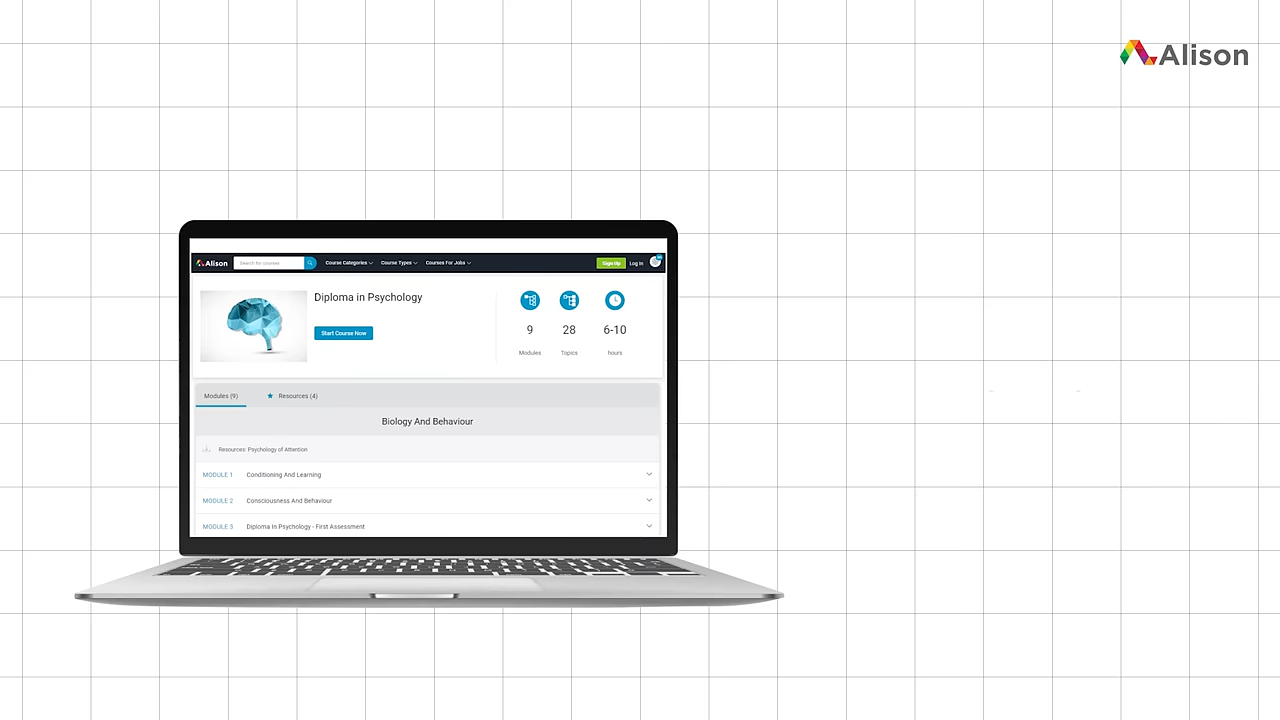 Alison
Alison Search for courses Course Categories Course Types Courses For Jobs Sign Up Log In
Diploma in Psychology
Start Course Now
9 28 6-10
Modules Topics hours
Modules (9) Resources (4)
Biology And Behaviour
Resources: Psychology of Attention
MODULE 1 Conditioning And Learning
MODULE 2 Consciousness And Behaviour
MODULE 3 Diploma In Psychology - First Assessment